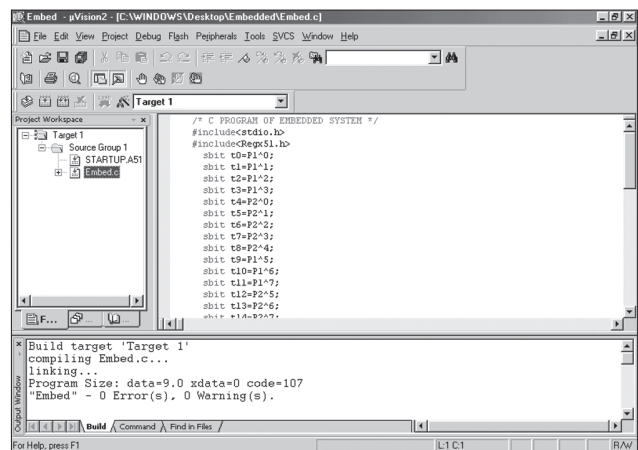 Embed - µVision2 - [C:\WINDOWS\Desktop\Embedded\Embed.c]
File Edit View Project Debug Flash Peripherals Tools SVCS Window Help
Target 1
Project Workspace
Target 1
Source Group 1
STARTUP.A51
Embed.c
F...
/* C PROGRAM OF EMBEDDED SYSTEM */
#include<stdio.h>
#include<Regx51.h>
sbit t0=P1^0;
sbit t1=P1^1;
sbit t2=P1^2;
sbit t3=P1^3;
sbit t4=P2^0;
sbit t5=P2^1;
sbit t6=P2^2;
sbit t7=P2^3;
sbit t8=P2^4;
sbit t9=P1^5;
sbit t10=P1^6;
sbit t11=P1^7;
sbit t12=P2^5;
sbit t13=P2^6;
sbit t14=P2^7;
Output Window
Build target 'Target 1'
compiling Embed.c...
linking...
Program Size: data=9.0 xdata=0 code=107
"Embed" - 0 Error(s), 0 Warning(s).
Build Command Find in Files
For Help, press F1
L:1 C:1
R/W